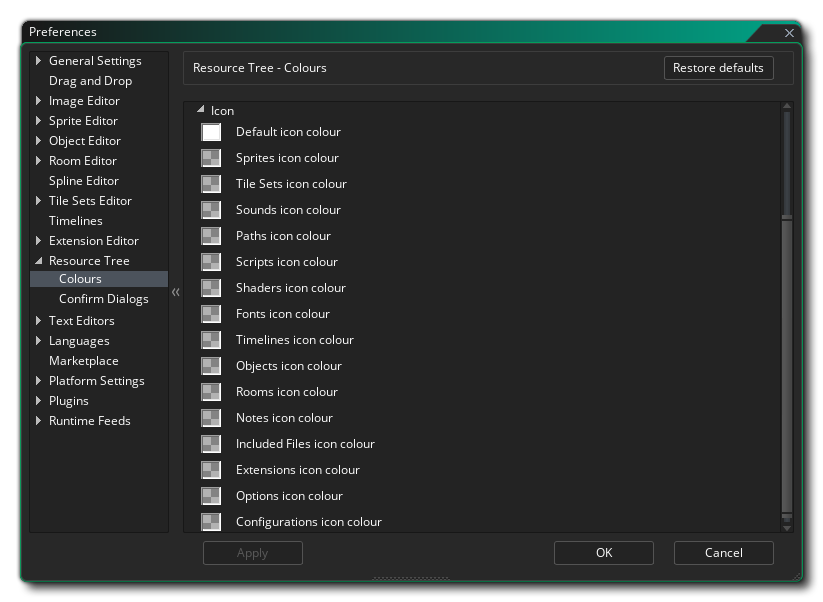 Preferences
General Settings
Drag and Drop
Image Editor
Sprite Editor
Object Editor
Room Editor
Spline Editor
Tile Sets Editor
Timelines
Extension Editor
Resource Tree
Colours
Confirm Dialogs
Text Editors
Languages
Marketplace
Platform Settings
Plugins
Runtime Feeds
Resource Tree - Colours
Restore defaults
Icon
Default icon colour
Sprites icon colour
Tile Sets icon colour
Sounds icon colour
Paths icon colour
Scripts icon colour
Shaders icon colour
Fonts icon colour
Timelines icon colour
Objects icon colour
Rooms icon colour
Notes icon colour
Included Files icon colour
Extensions icon colour
Options icon colour
Configurations icon colour
Apply
OK
Cancel